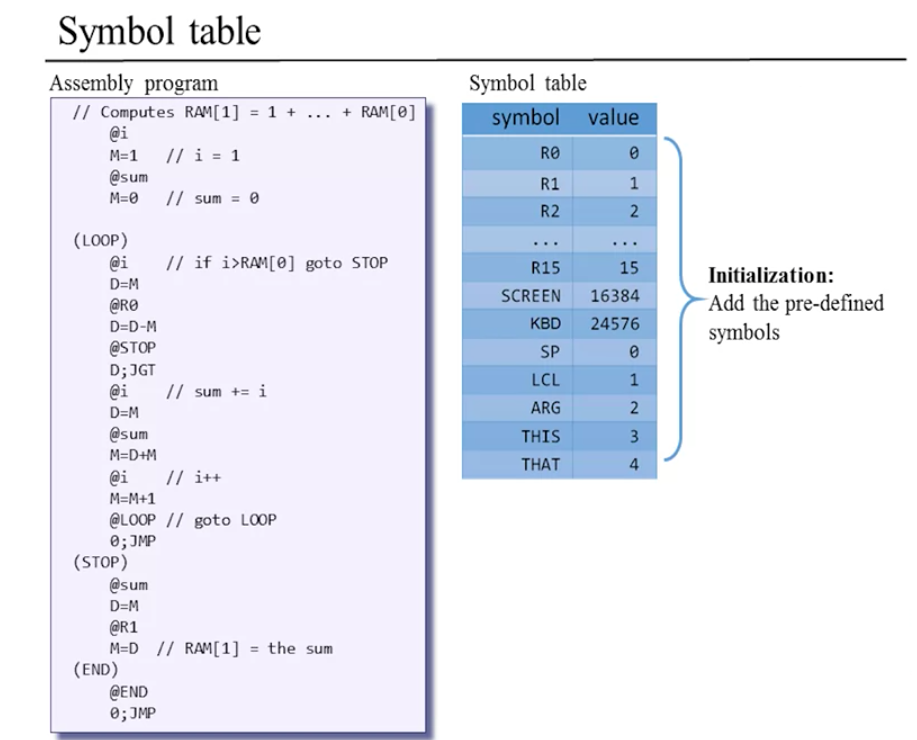 Symbol table
Assembly program
// Computes RAM[1] = 1 + ... + RAM[0]
@i
M=1 // i = 1
@sum
M=0 // sum = 0
(LOOP)
@i // if i>RAM[0] goto STOP
D=M
@R0
D=D-M
@STOP
D;JGT
@i // sum += i
D=M
@sum
M=D+M
@i // i++
M=M+1
@LOOP // goto LOOP
0;JMP
(STOP)
@sum
D=M
@R1
M=D // RAM[1] = the sum
(END)
@END
0;JMP
Symbol table
symbol value
R0 0
R1 1
R2 2
... ...
R15 15
SCREEN 16384
KBD 24576
SP 0
LCL 1
ARG 2
THIS 3
THAT 4
Initialization:
Add the pre-defined
symbols